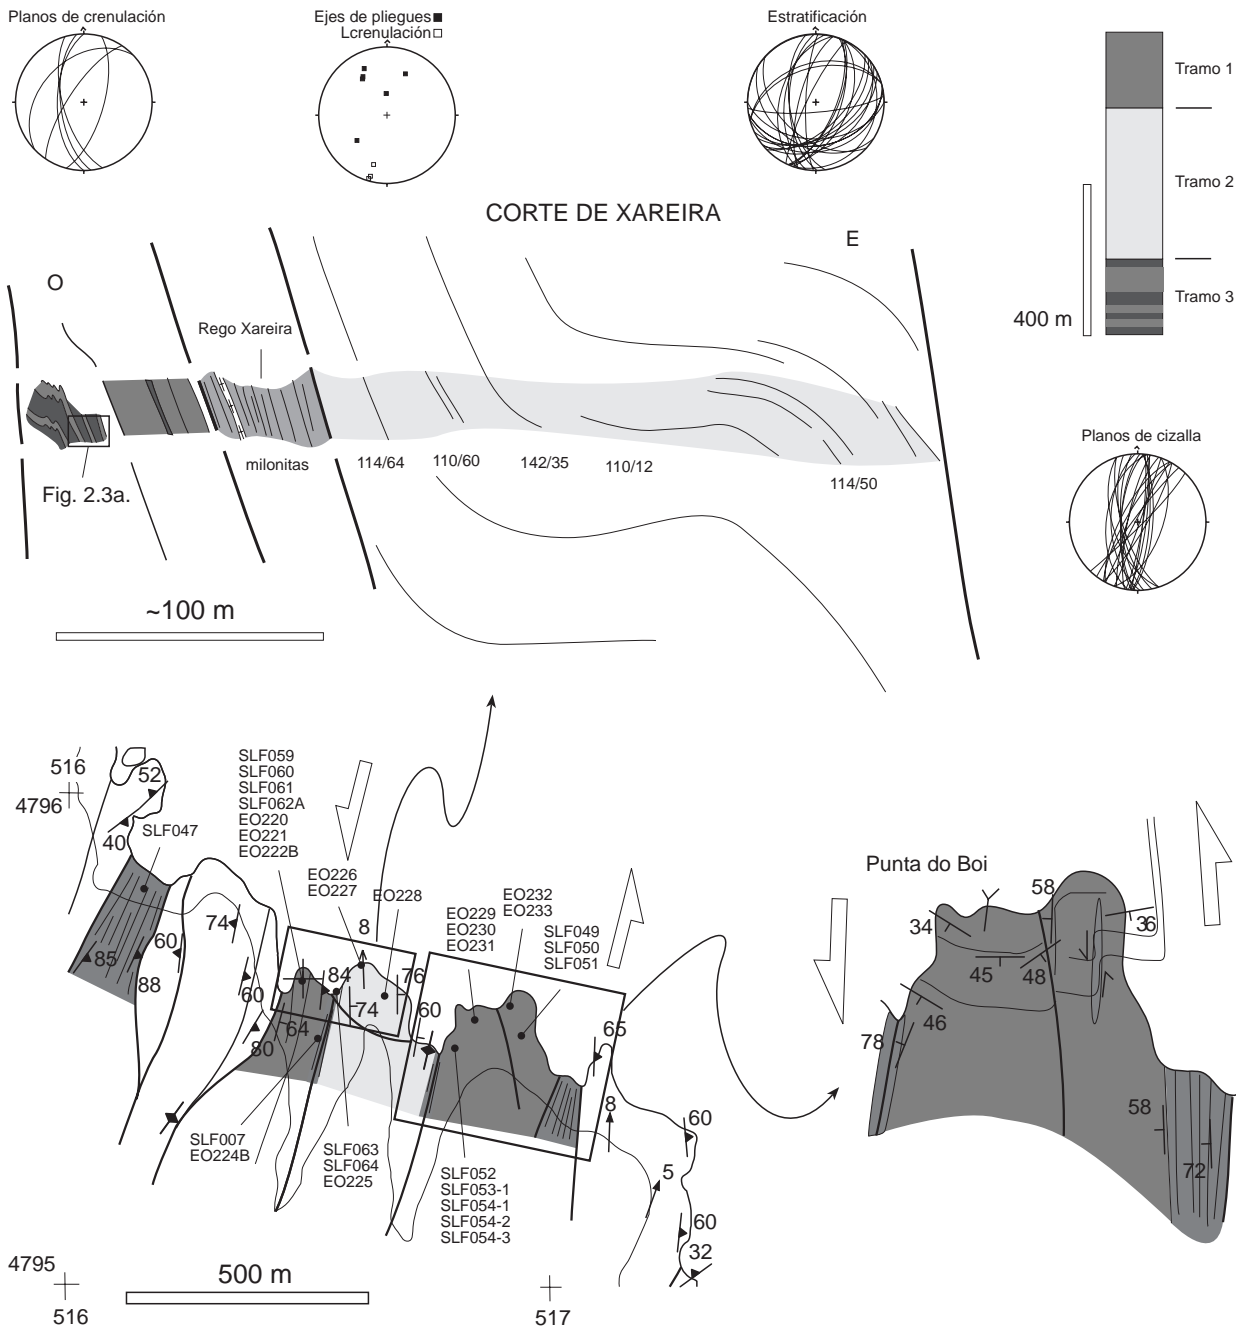 Planos de crenulación
Ejes de pliegues
Lcrenulación
Estratificación
Tramo 1
Tramo 2
Tramo 3
400 m
CORTE DE XAREIRA
O
E
Rego Xareira
milonitas
114/64
110/60
142/35
110/12
114/50
Fig. 2.3a.
Planos de cizalla
~100 m
516
4796
52
40
SLF047
SLF059
SLF060
SLF061
SLF062A
EO220
EO221
EO222B
EO226
EO227
EO228
8
EO229
EO230
EO231
EO232
EO233
SLF049
SLF050
SLF051
74
60
85
88
60
84
76
74
64
80
60
65
8
60
5
60
32
SLF007
EO224B
SLF063
SLF064
EO225
SLF052
SLF053-1
SLF054-1
SLF054-2
SLF054-3
4795
516
500 m
517
Punta do Boi
58
34
36
45
48
46
78
58
72